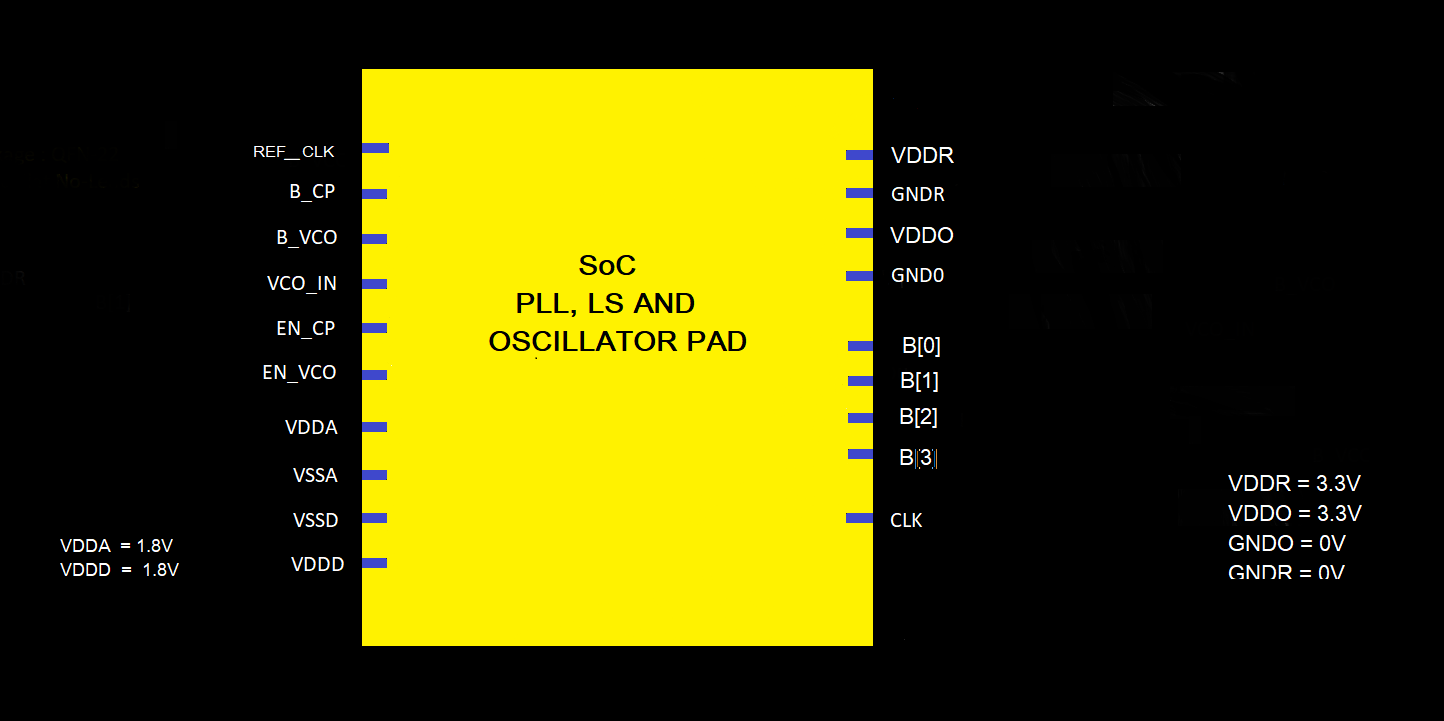 REF_CLK
B_CP
B_VCO
VCO_IN
EN_CP
EN_VCO
VDDA
VSSA
VSSD
VDDD
VDDA = 1.8V
VDDD = 1.8V
SoC
PLL, LS AND
OSCILLATOR PAD
VDDR
GNDR
VDDO
GND0
B[0]
B[1]
B[2]
B[3]
CLK
VDDR = 3.3V
VDDO = 3.3V
GNDO = 0V
GNDR = 0V